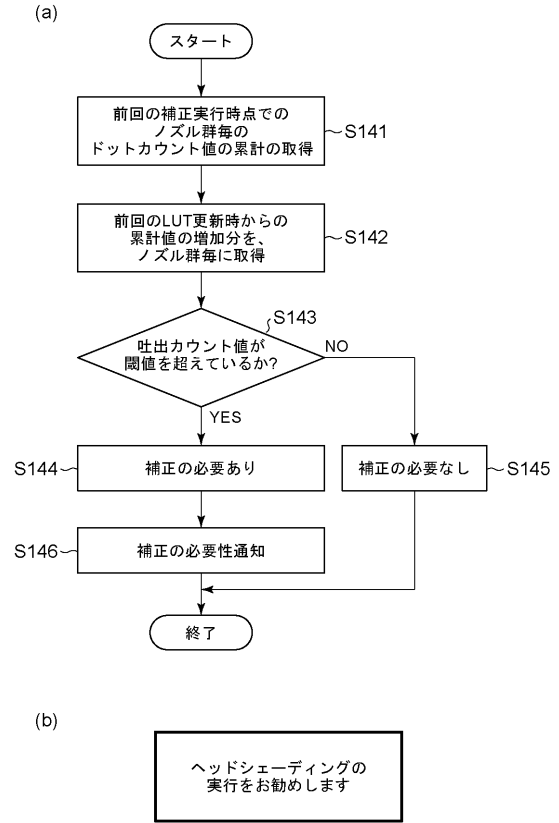 (a)
スタート
前回の補正実行時点での
ノズル群毎の
ドットカウント値の累計の取得
S141
前回のLUT更新時からの
累計値の増加分を、
ノズル群毎に取得
S142
S143
吐出カウント値が
閾値を超えているか?
NO
YES
S144
補正の必要あり
補正の必要なし
S145
S146
補正の必要性通知
終了
(b)
ヘッドシェーディングの
実行をお勧めします